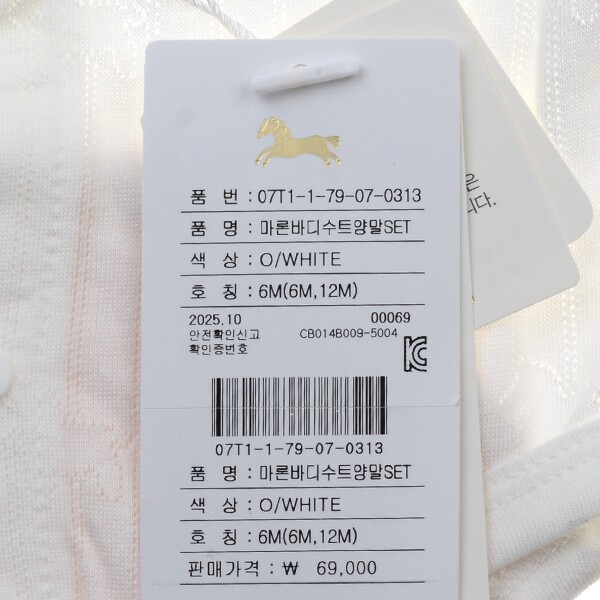 품 번 : 07T1-1-79-07-0313
품 명 : 마론바디수트양말SET
색 상 : O/WHITE
호 칭 : 6M(6M,12M)
2025.10 00069
안전확인신고 CB014B009-5004
확인증번호
07T1-1-79-07-0313
품 명 : 마론바디수트양말SET
색 상 : O/WHITE
호 칭 : 6M(6M,12M)
판매가격 : ₩ 69,000
은
니다.